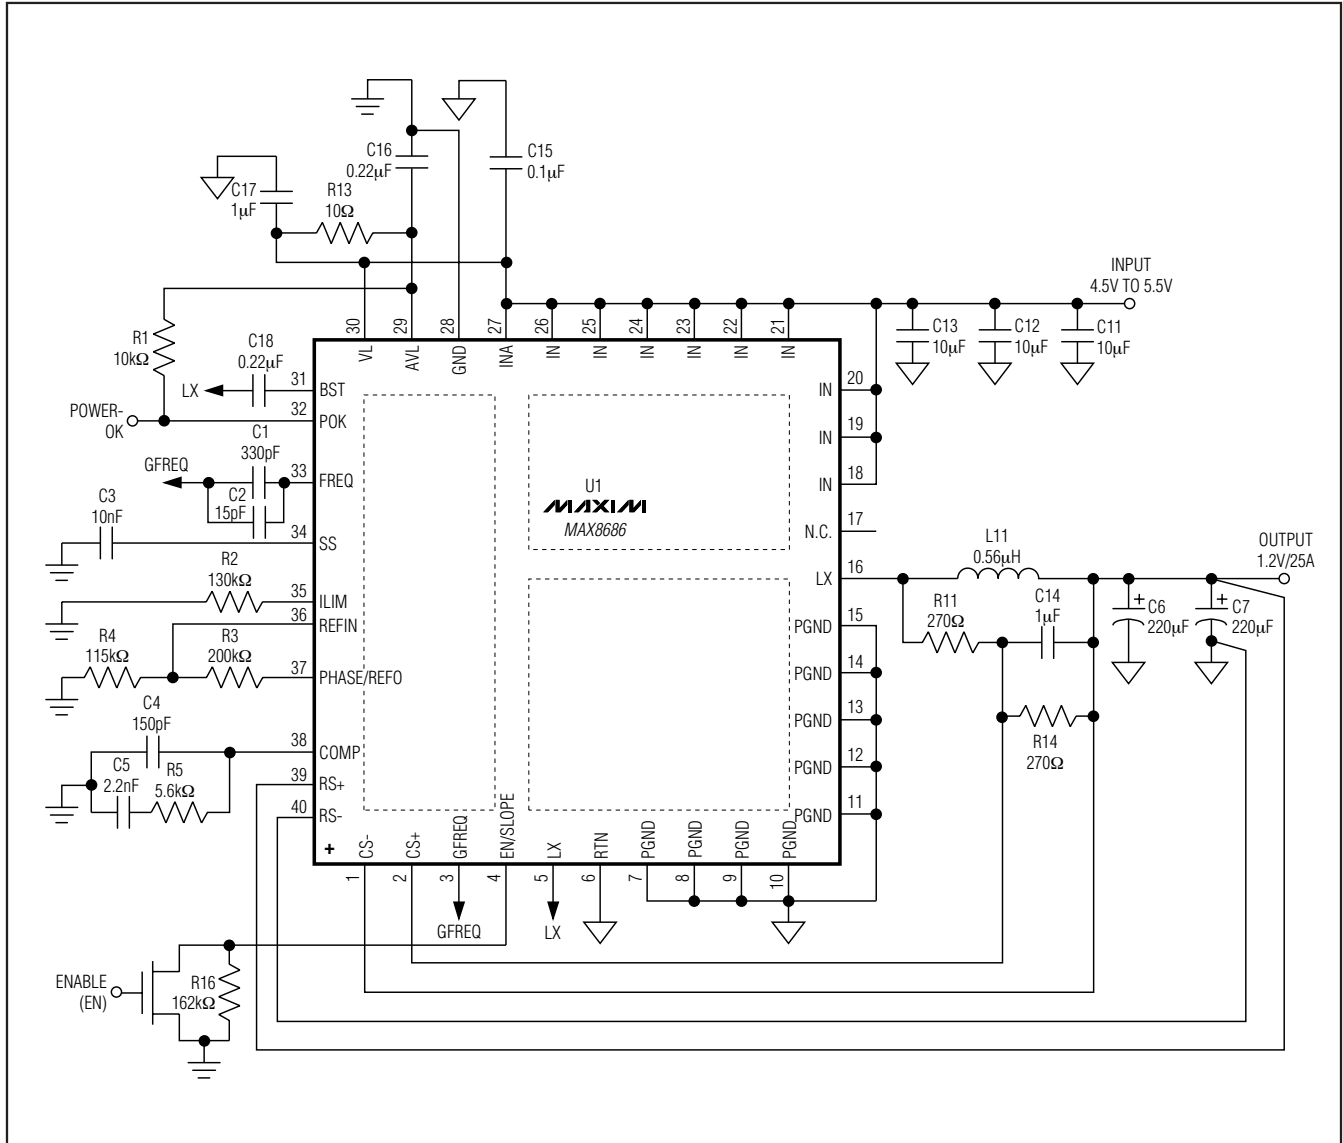 C16
0.22µF
C15
0.1µF
C17
1µF
R13
10Ω
INPUT
4.5V TO 5.5V
R1
10kΩ
C18
0.22µF
30
29
28
27
26
25
24
23
22
21
C13
10µF
C12
10µF
C11
10µF
VL
AVL
GND
INA
IN
IN
IN
IN
IN
IN
LX
31
BST
POWER-
OK
32
POK
IN
20
IN
19
IN
18
N.C.
17
GFREQ
C1
330pF
33
FREQ
C2
15pF
C3
10nF
34
SS
U1
MAXIM
MAX8686
R2
130kΩ
35
ILIM
36
REFIN
R4
115kΩ
R3
200kΩ
37
PHASE/REFO
LX
16
L11
0.56µH
OUTPUT
1.2V/25A
R11
270Ω
C14
1µF
C6
220µF
C7
220µF
+
+
PGND
15
PGND
14
PGND
13
PGND
12
PGND
11
R14
270Ω
C4
150pF
38
COMP
C5
2.2nF
R5
5.6kΩ
39
RS+
40
RS-
+
CS-
CS+
GFREQ
EN/SLOPE
LX
RTN
PGND
PGND
PGND
PGND
1
2
3
4
5
6
7
8
9
10
GFREQ
LX
ENABLE
(EN)
R16
162kΩ